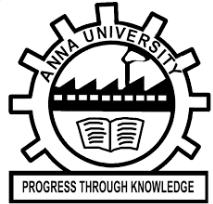 ANNA UNIVERSITY
PROGRESS THROUGH KNOWLEDGE